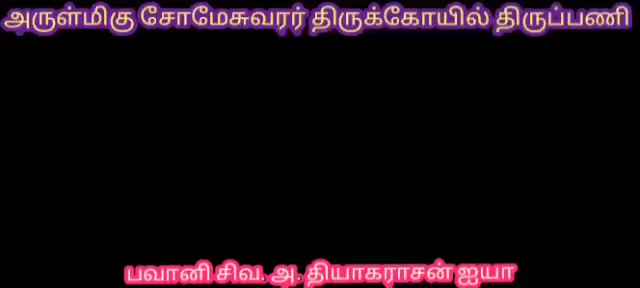 அருள்மிகு சோமேசுவரர் திருக்கோயில் திருப்பணி
பவானி சிவ. அ. தியாகராசன் ஐயா